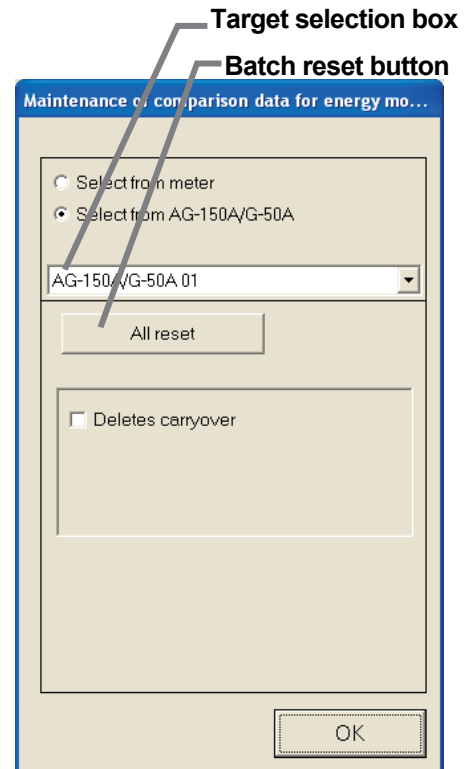 Target selection box
Batch reset button
Maintenance of comparison data for energy mo...
Select from meter
Select from AG-150A/G-50A
AG-150A/G-50A 01
All reset
Deletes carryover
OK